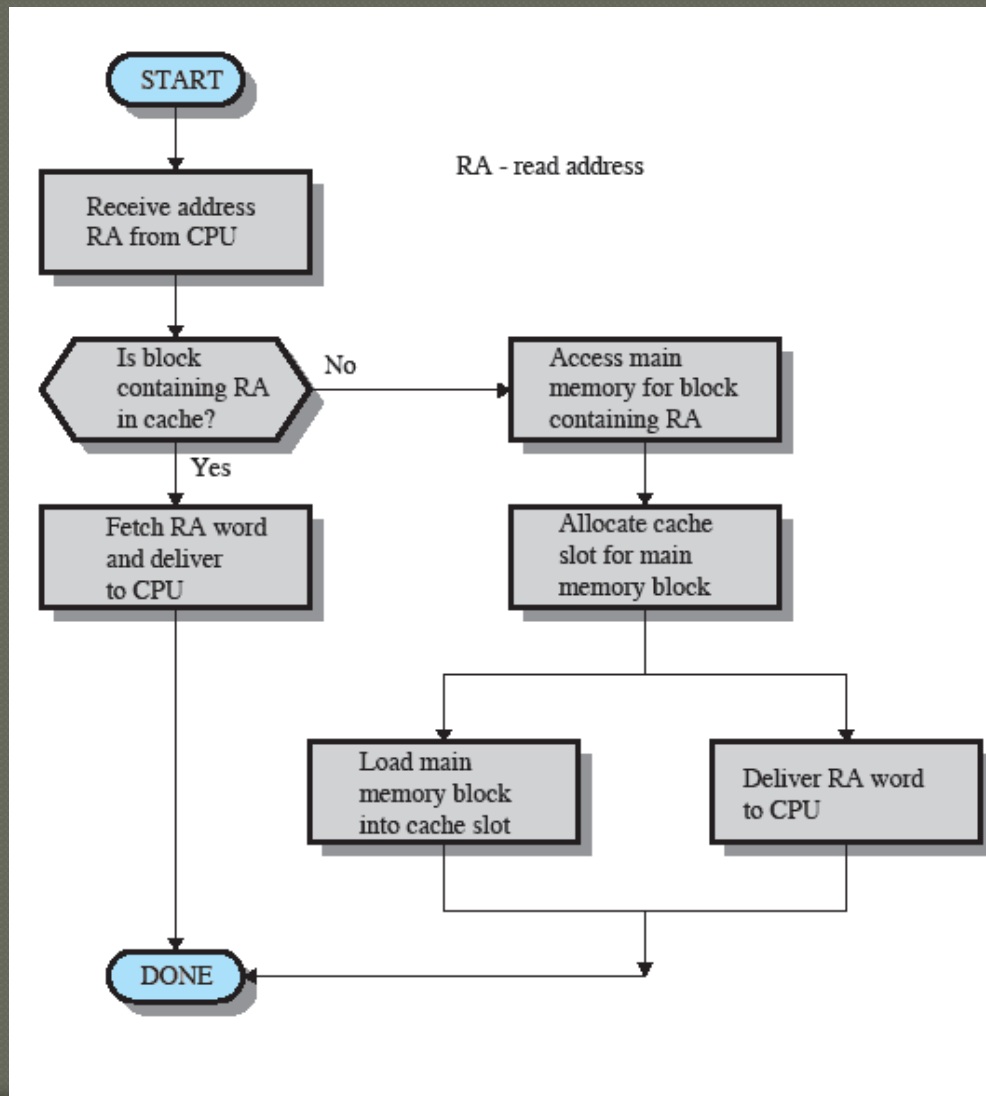 START
RA - read address
Receive address
RA from CPU
Is block
containing RA
in cache?
No
Access main
memory for block
containing RA
Yes
Fetch RA word
and deliver
to CPU
Allocate cache
slot for main
memory block
Load main
memory block
into cache slot
Deliver RA word
to CPU
DONE